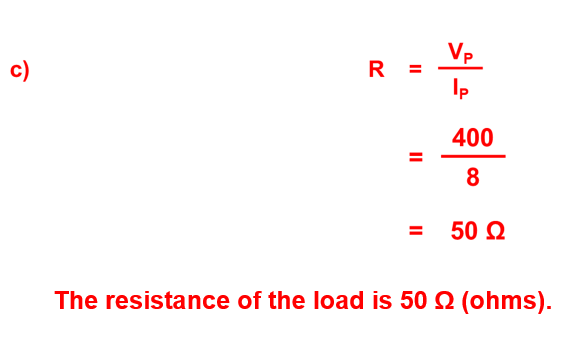 c) R = V_P / I_P
= 400 / 8
= 50 Ω
The resistance of the load is 50 Ω (ohms).